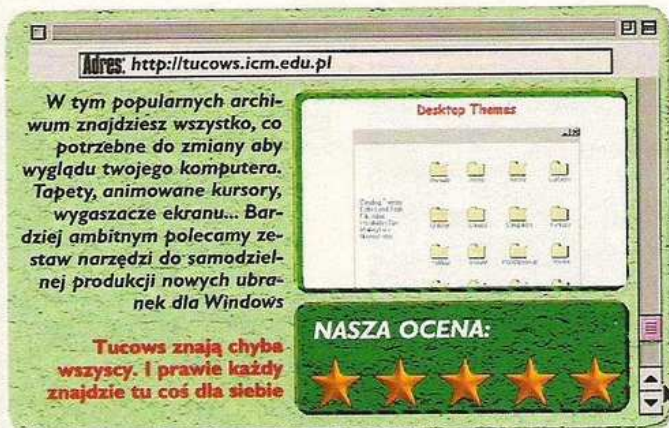 Adres: http://tucows.icm.edu.pl
W tym popularnych archi-
wum znajdziesz wszystko, co
potrzebne do zmiany aby
wyglądu twojego komputera.
Tapety, animowane kursory,
wygaszacze ekranu... Bar-
dziej ambitnym polecamy ze-
staw narzędzi do samodziel-
nej produkcji nowych ubra-
nek dla Windows
Tucows znają chyba
wszyscy. I prawie każdy
znajdzie tu coś dla siebie
Desktop Themes
NASZA OCENA: